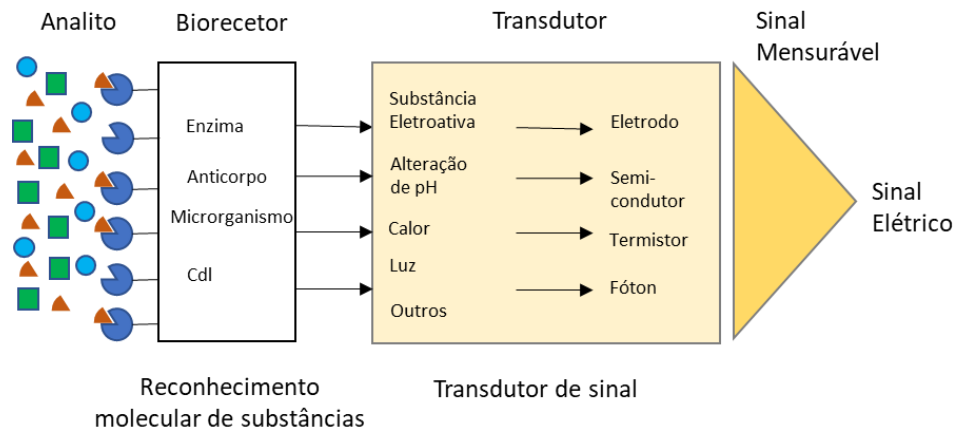 Analito
Biorecetor
Transdutor
Sinal
Mensurável
Enzima
Anticorpo
Microrganismo
Cdl
Substância
Eletroativa
Alteração
de pH
Calor
Luz
Outros
Eletrodo
Semi-
condutor
Termistor
Fóton
Sinal
Elétrico
Reconhecimento
molecular de substâncias
Transdutor de sinal